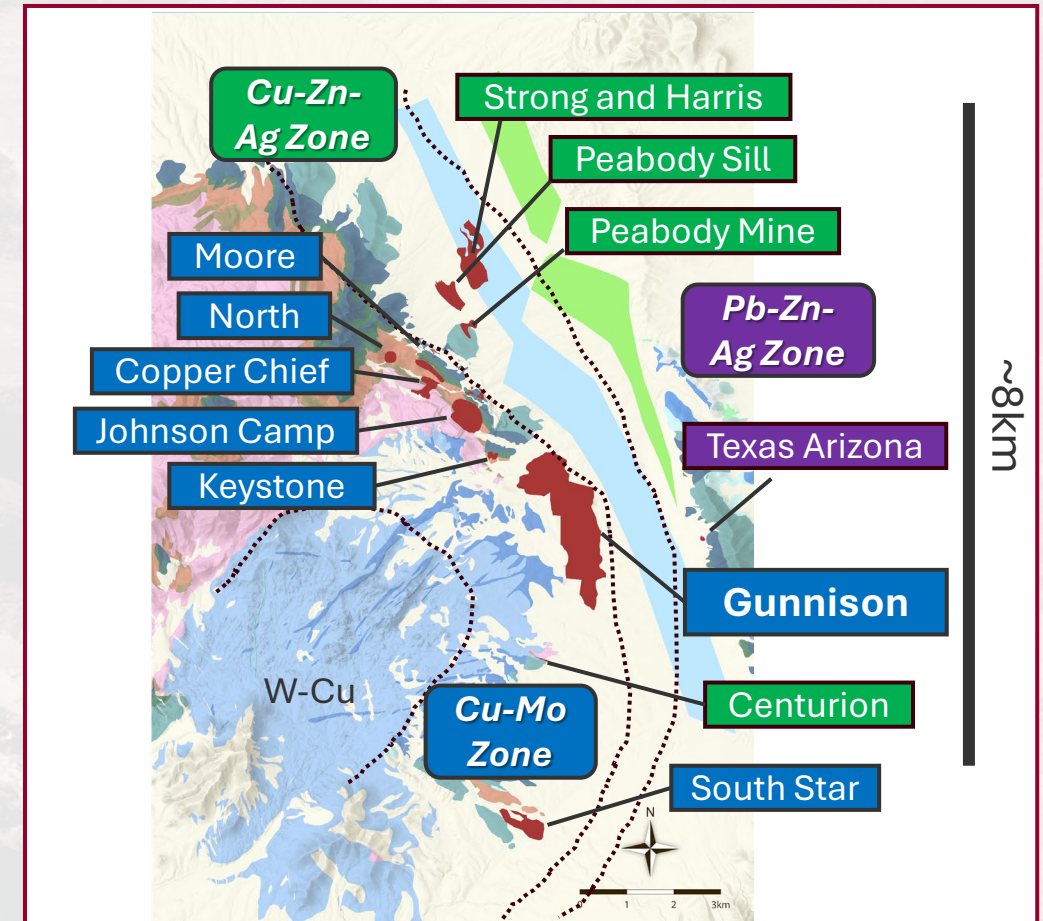 Cu-Zn-
Ag Zone
Strong and Harris
Peabody Sill
Peabody Mine
Moore
North
Copper Chief
Johnson Camp
Keystone
Pb-Zn-
Ag Zone
Texas Arizona
~8km
Gunnison
W-Cu
Cu-Mo
Zone
Centurion
South Star
N
1 2 3km